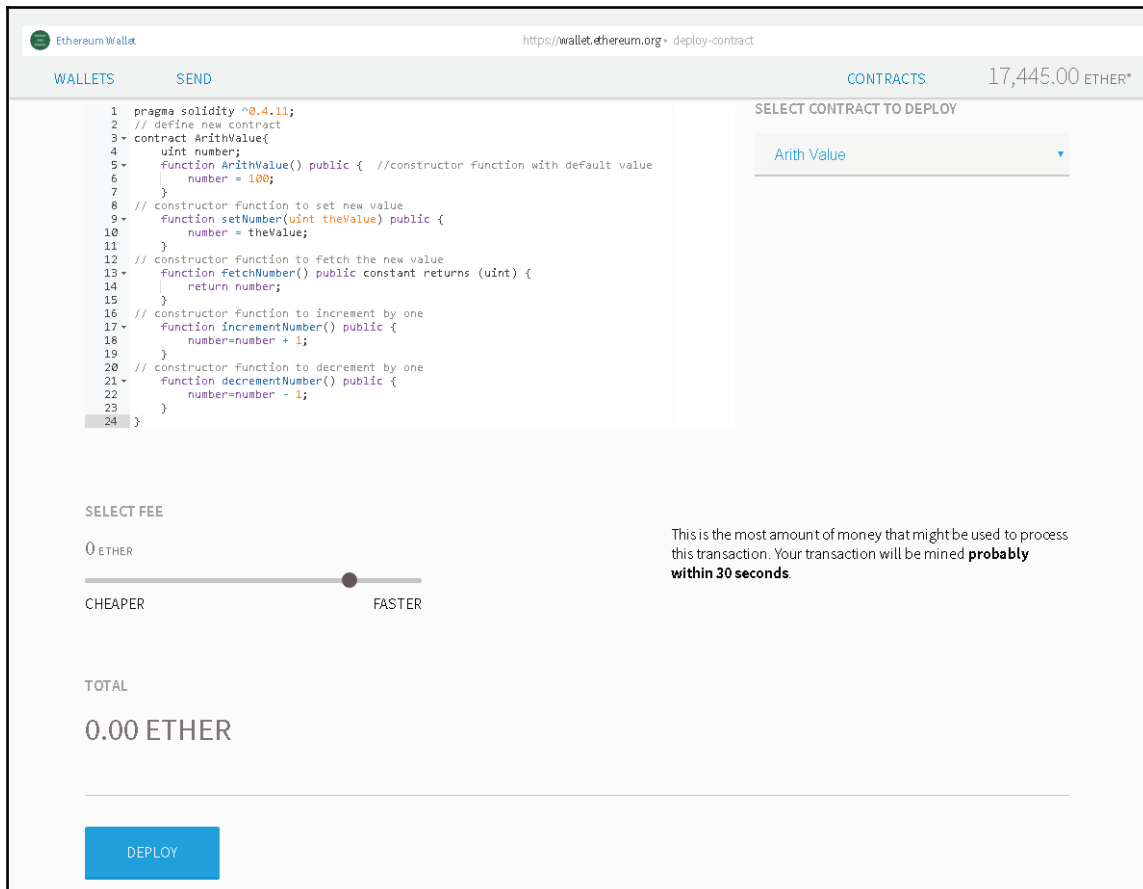 Ethereum Wallet
https://wallet.ethereum.org ▸ deploy-contract
WALLETS SEND CONTRACTS 17,445.00 ETHER*
SELECT CONTRACT TO DEPLOY
Arith Value
1 pragma solidity ^0.4.11;
2 // define new contract
3 contract ArithValue{
4 uint number;
5 function ArithValue() public { //constructor function with default value
6 number = 100;
7 }
8 // constructor function to set new value
9 function setNumber(uint theValue) public {
10 number = theValue;
11 }
12 // constructor function to fetch the new value
13 function fetchNumber() public constant returns (uint) {
14 return number;
15 }
16 // constructor function to increment by one
17 function incrementNumber() public {
18 number=number + 1;
19 }
20 // constructor function to decrement by one
21 function decrementNumber() public {
22 number=number - 1;
23 }
24 }
SELECT FEE
0 ETHER
CHEAPER FASTER
This is the most amount of money that might be used to process
this transaction. Your transaction will be mined probably
within 30 seconds.
TOTAL
0.00 ETHER
DEPLOY